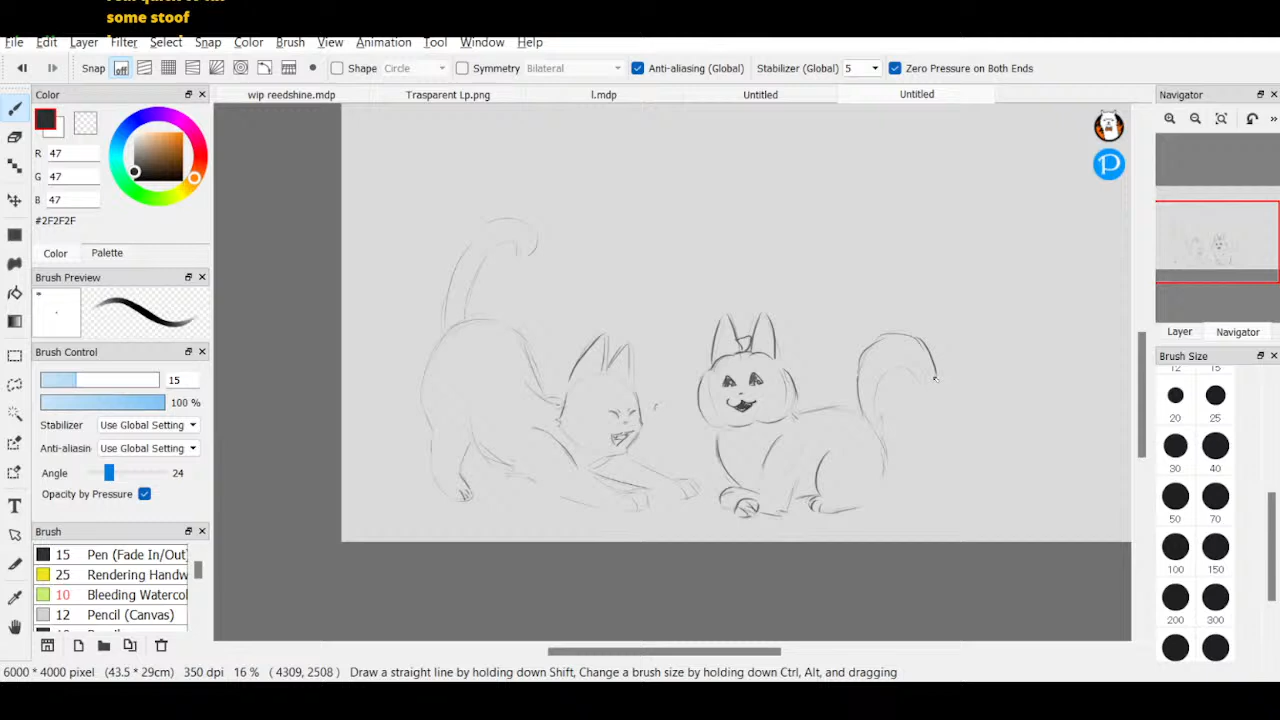 some stoof
File Edit Layer Filter Select Snap Color Brush View Animation Tool Window Help
Snap off Shape Circle Symmetry Bilateral Anti-aliasing (Global) Stabilizer (Global) 5 Zero Pressure on Both Ends
Color
wip reedshine.mdp Trasparent Lp.png l.mdp Untitled Untitled
Navigator
R 47
G 47
B 47
#2F2F2F
Color Palette
Brush Preview
Brush Control
15
100 %
Stabilizer Use Global Setting
Anti-aliasin Use Global Setting
Angle 24
Opacity by Pressure
Brush
15 Pen (Fade In/Out)
25 Rendering Handw
10 Bleeding Watercol
12 Pencil (Canvas)
Layer Navigator
Brush Size
12 15
20 25
30 40
50 70
100 150
200 300
6000 * 4000 pixel (43.5 * 29cm) 350 dpi 16 % ( 4309, 2508 ) Draw a straight line by holding down Shift, Change a brush size by holding down Ctrl, Alt, and dragging